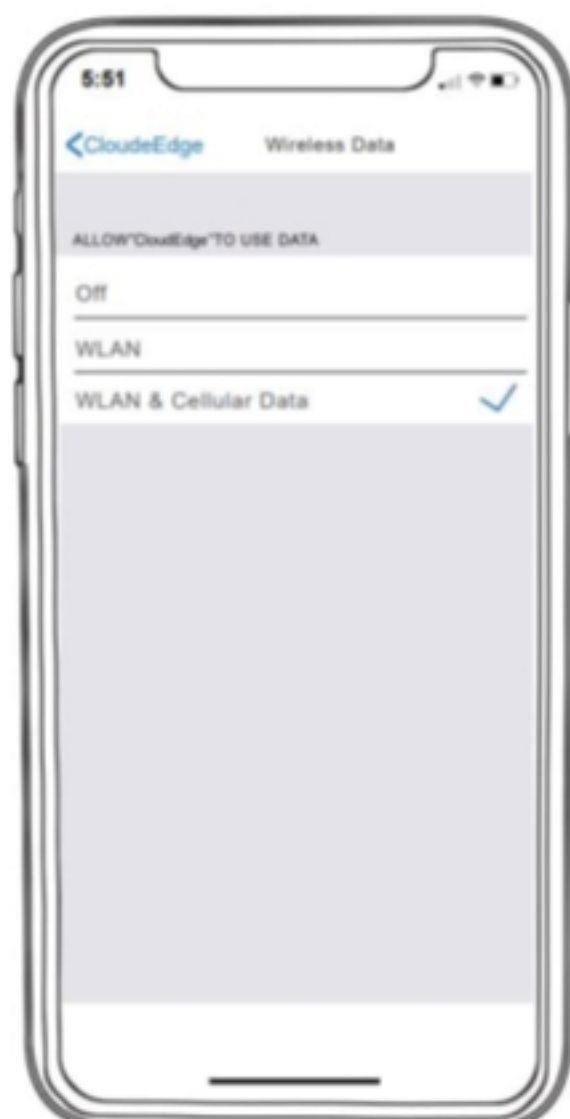 5:51
CloudeEdge Wireless Data
ALLOW"CloudEdge"TO USE DATA
Off
WLAN
WLAN & Cellular Data